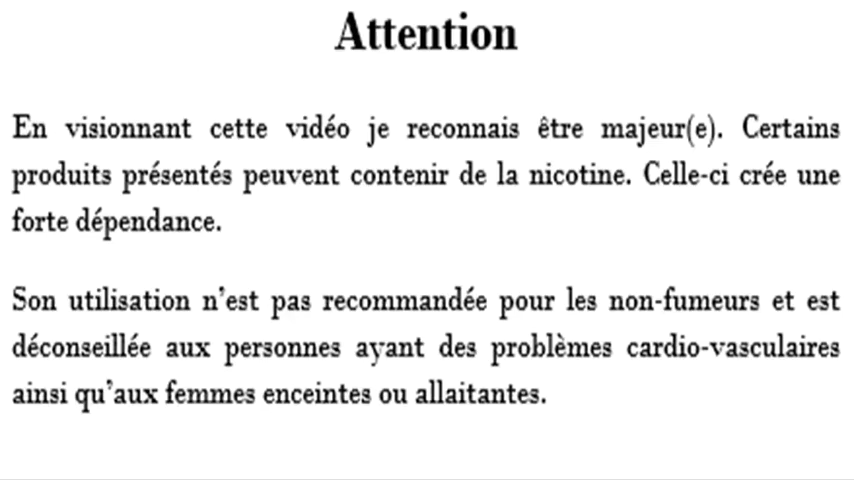 Attention
En visionnant cette vidéo je reconnais être majeur(e). Certains
produits présentés peuvent contenir de la nicotine. Celle-ci crée une
forte dépendance.
Son utilisation n'est pas recommandée pour les non-fumeurs et est
déconseillée aux personnes ayant des problèmes cardio-vasculaires
ainsi qu'aux femmes enceintes ou allaitantes.